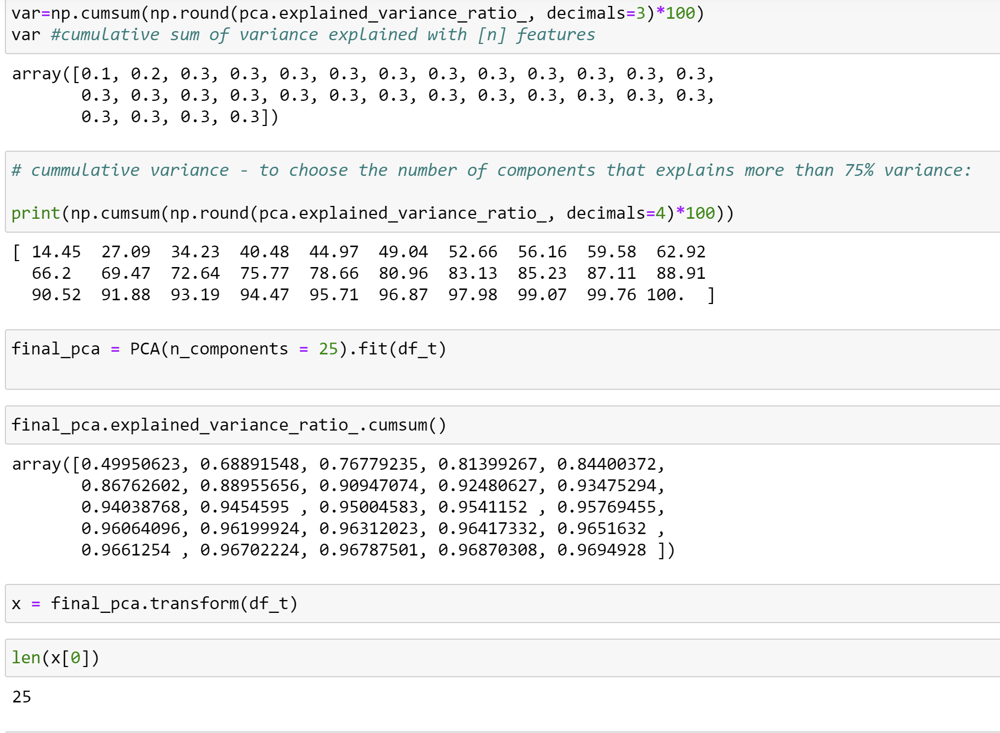 var=np.cumsum(np.round(pca.explained_variance_ratio_, decimals=3)*100)
var #cumulative sum of variance explained with [n] features
array([0.1, 0.2, 0.3, 0.3, 0.3, 0.3, 0.3, 0.3, 0.3, 0.3, 0.3, 0.3, 0.3,
0.3, 0.3, 0.3, 0.3, 0.3, 0.3, 0.3, 0.3, 0.3, 0.3, 0.3, 0.3, 0.3,
0.3, 0.3, 0.3, 0.3])
# cummulative variance - to choose the number of components that explains more than 75% variance:
print(np.cumsum(np.round(pca.explained_variance_ratio_, decimals=4)*100))
[ 14.45 27.09 34.23 40.48 44.97 49.04 52.66 56.16 59.58 62.92
66.2 69.47 72.64 75.77 78.66 80.96 83.13 85.23 87.11 88.91
90.52 91.88 93.19 94.47 95.71 96.87 97.98 99.07 99.76 100. ]
final_pca = PCA(n_components = 25).fit(df_t)
final_pca.explained_variance_ratio_.cumsum()
array([0.49950623, 0.68891548, 0.76779235, 0.81399267, 0.84400372,
0.86762602, 0.88955656, 0.90947074, 0.92480627, 0.93475294,
0.94038768, 0.9454595 , 0.95004583, 0.9541152 , 0.95769455,
0.96064096, 0.96199924, 0.96312023, 0.96417332, 0.9651632 ,
0.9661254 , 0.96702224, 0.96787501, 0.96870308, 0.9694928 ])
x = final_pca.transform(df_t)
len(x[0])
25